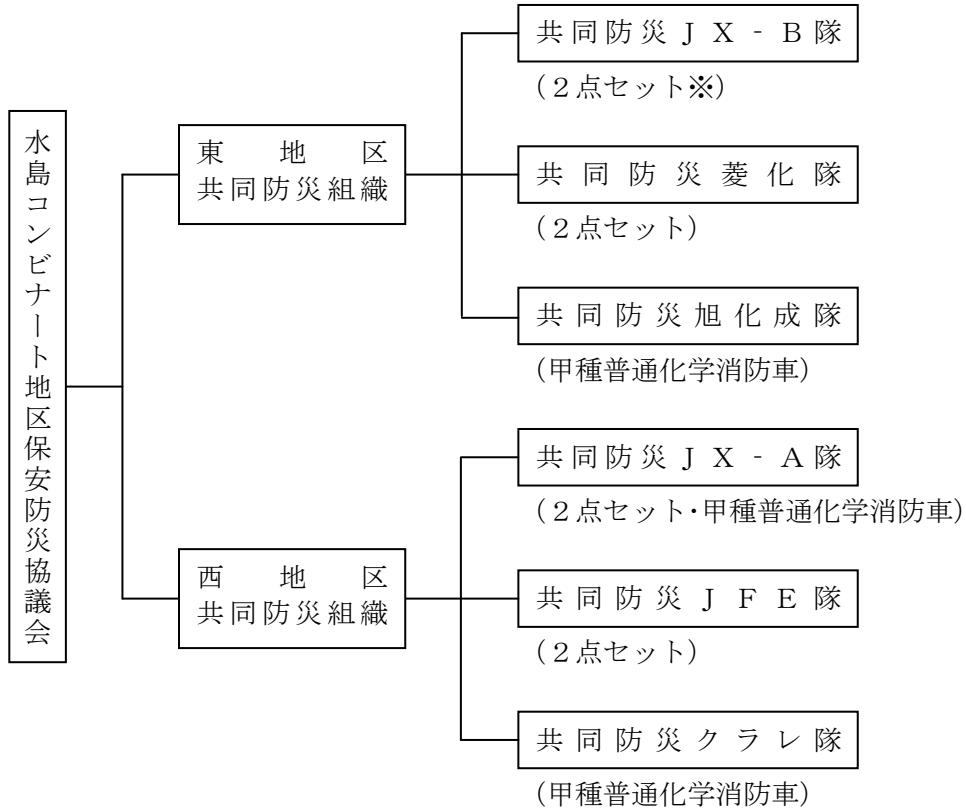 水島コンビナート地区保安防災協議会
東地区
共同防災組織
共同防災ＪＸ‐Ｂ隊
（２点セット※）
共同防災菱化隊
（２点セット）
共同防災旭化成隊
（甲種普通化学消防車）
西地区
共同防災組織
共同防災ＪＸ‐Ａ隊
（２点セット・甲種普通化学消防車）
共同防災ＪＦＥ隊
（２点セット）
共同防災クラレ隊
（甲種普通化学消防車）